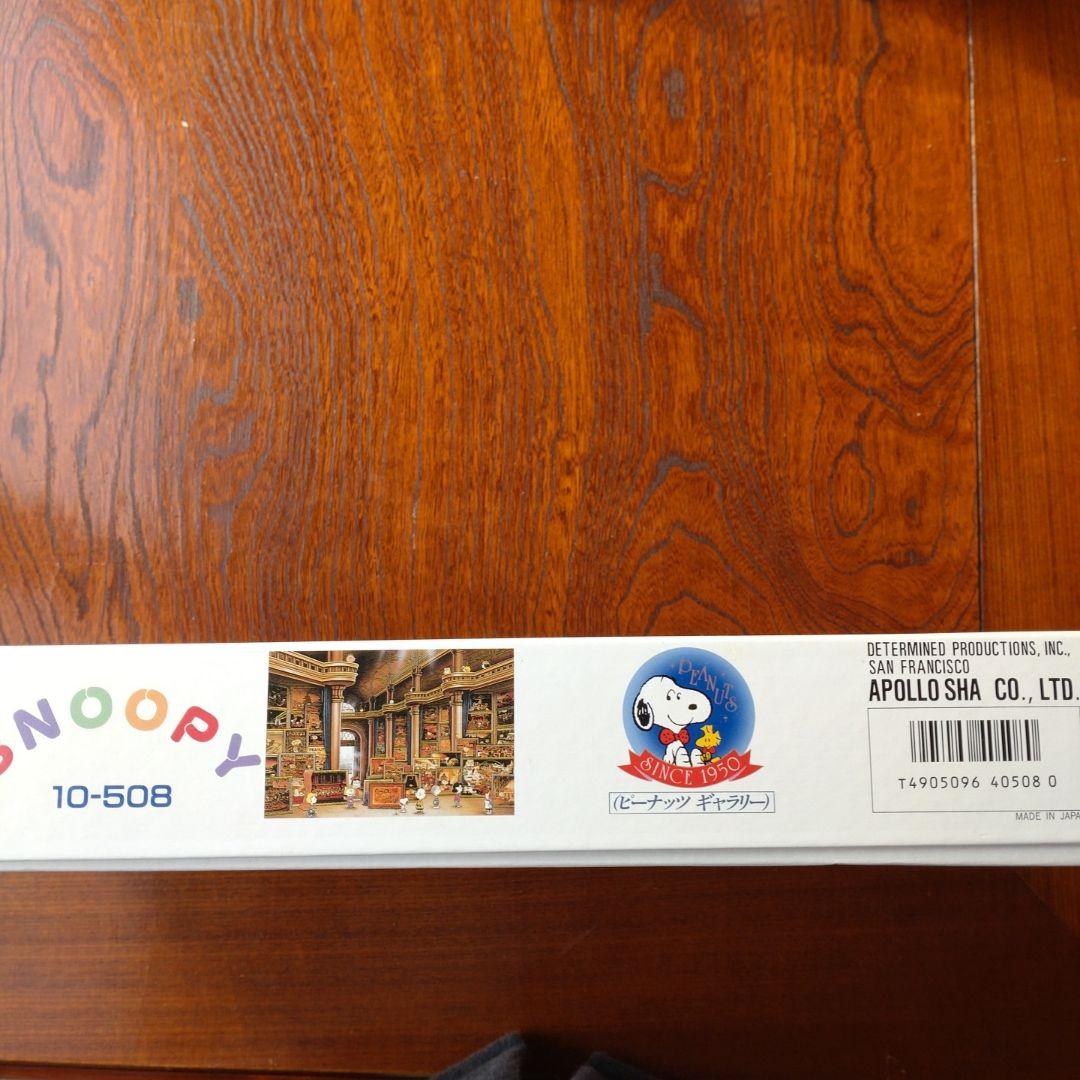 SNOOPY
10-508
PEANUTS
SINCE 1950
(ピーナッツ ギャラリー)
DETERMINED PRODUCTIONS, INC.,
SAN FRANCISCO
APOLLO SHA CO., LTD.
T4905096 40508 0
MADE IN JAPA